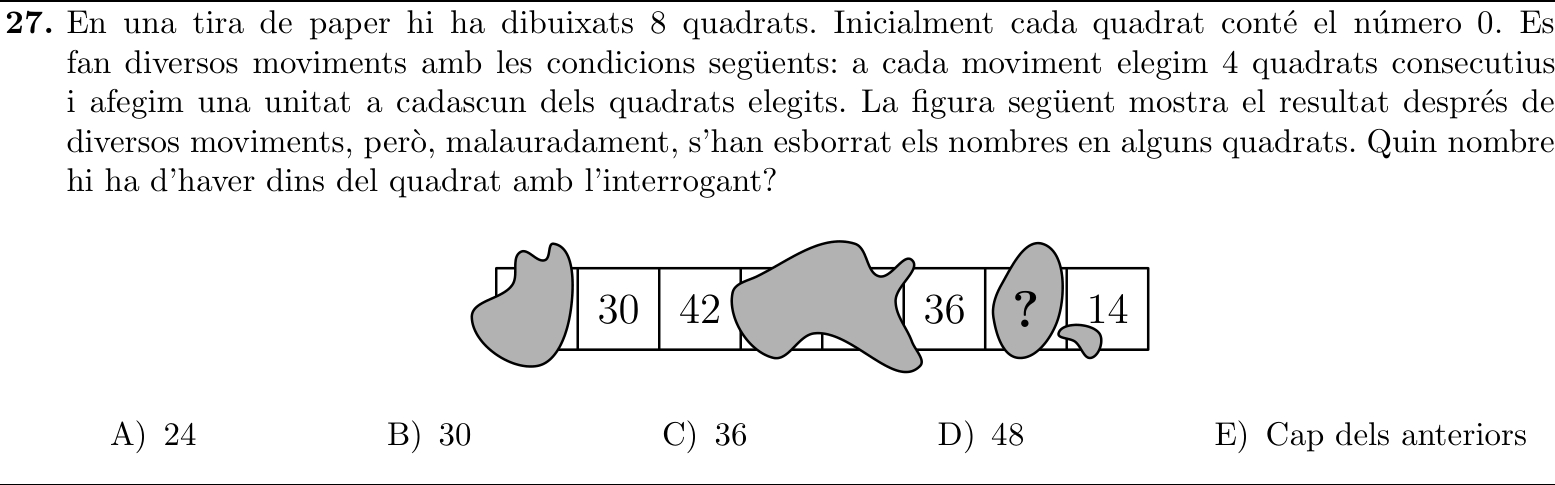 27. En una tira de paper hi ha dibuixats 8 quadrats. Inicialment cada quadrat conté el número 0. Es
fan diversos moviments amb les condicions següents: a cada moviment elegim 4 quadrats consecutius
i afegim una unitat a cadascun dels quadrats elegits. La figura següent mostra el resultat després de
diversos moviments, però, malauradament, s'han esborrat els nombres en alguns quadrats. Quin nombre
hi ha d'haver dins del quadrat amb l'interrogant?
30 42 36 ? 14
A) 24 B) 30 C) 36 D) 48 E) Cap dels anteriors